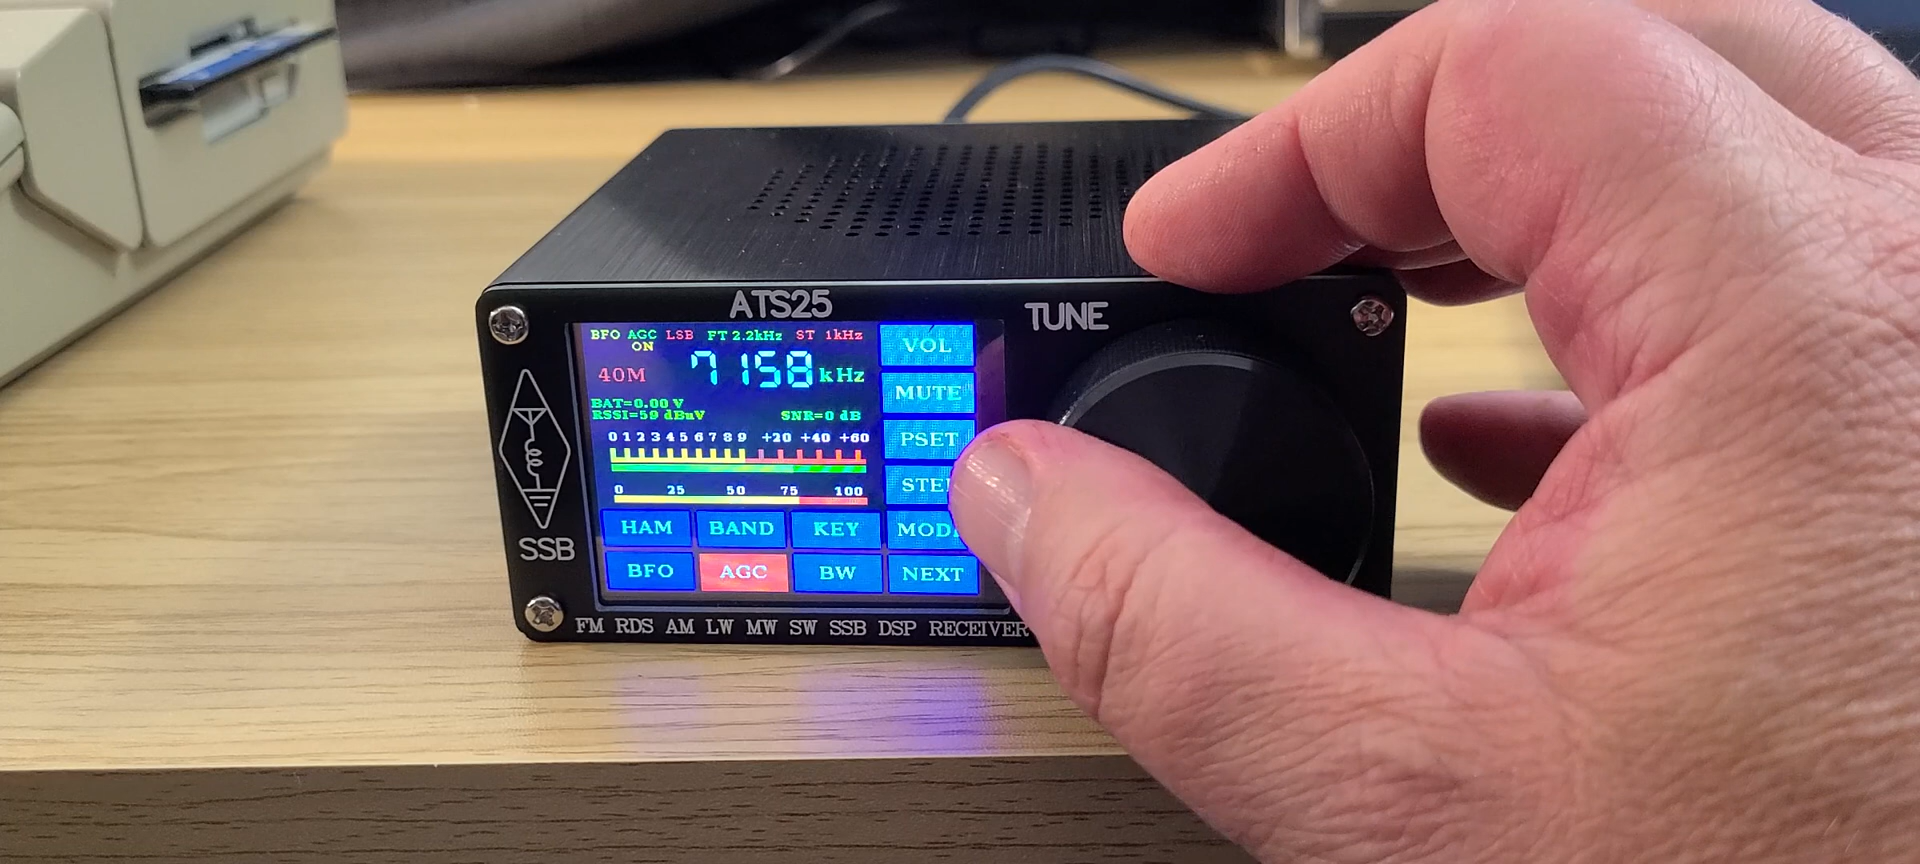 ATS25
TUNE
BFO AGC LSB FT 2.2kHz ST 1kHz
ON
40M 7158 kHz
BAT=0.00 V
RSSI=59 dBuV SNR=0 dB
0 1 2 3 4 5 6 7 8 9 +20 +40 +60
0 25 50 75 100
VOL
MUTE
PSET
STE
MOD
HAM BAND KEY
BFO AGC BW NEXT
SSB
FM RDS AM LW MW SW SSB DSP RECEIVER